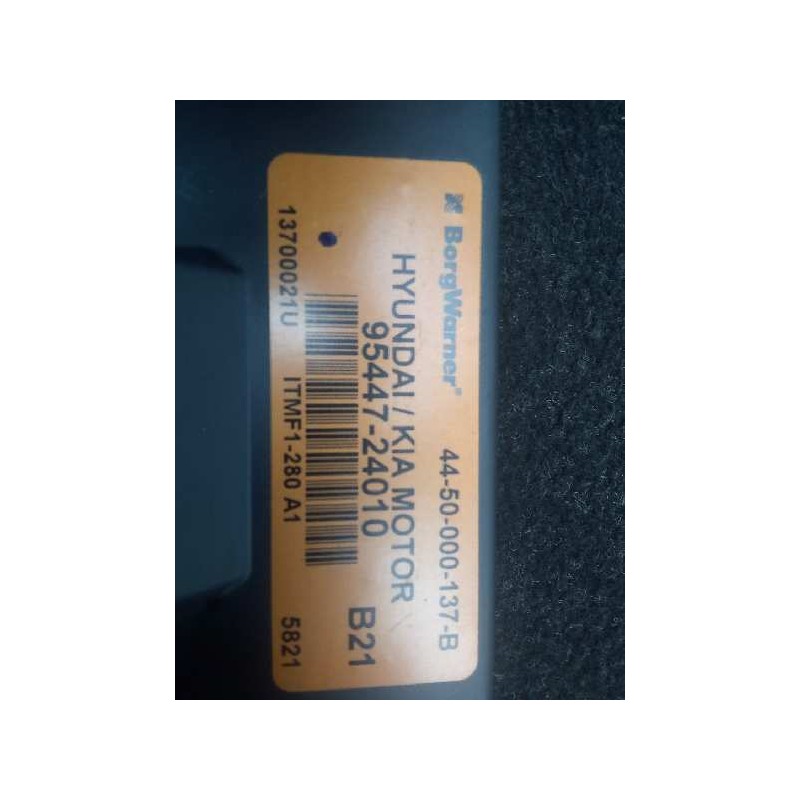 BorgWarner® 44-50-000-137-B
HYUNDAI / KIA MOTOR
95447-24010 B21
13700021U ITMF1-280 A1 5821